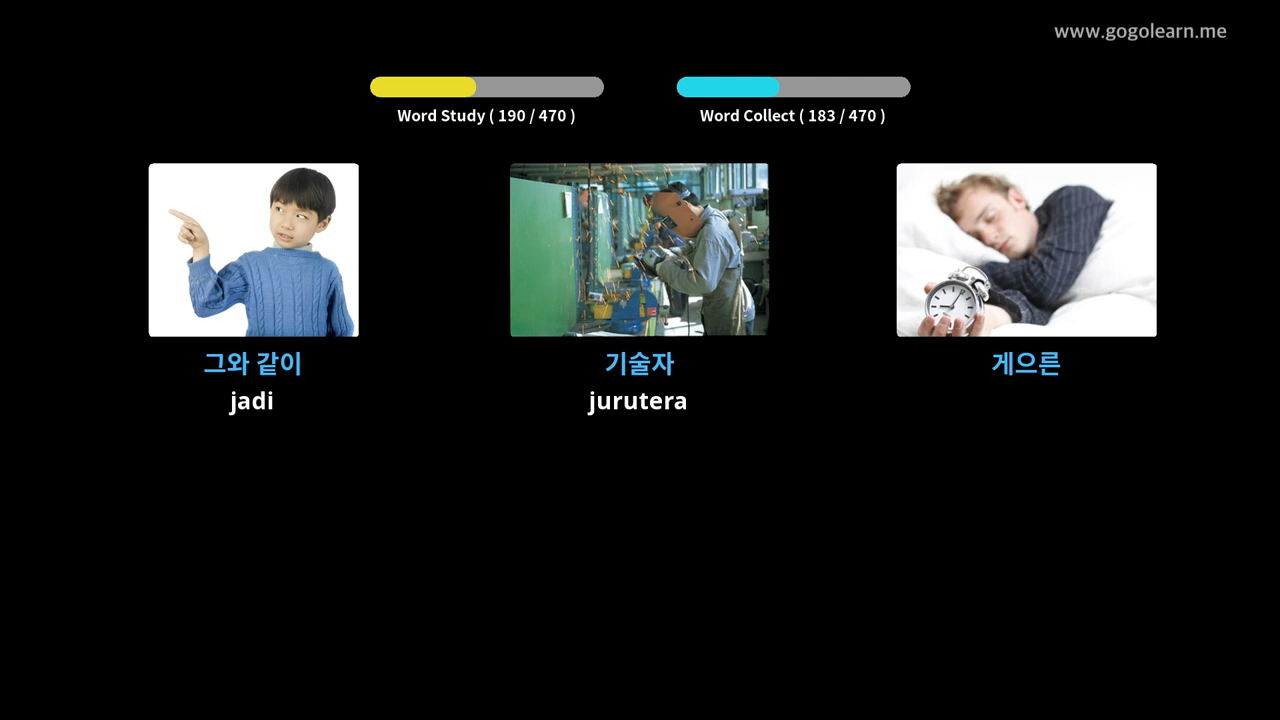 www.gogolearn.me
Word Study ( 190 / 470 )
Word Collect ( 183 / 470 )
그와 같이
jadi
기술자
jurutera
게으른